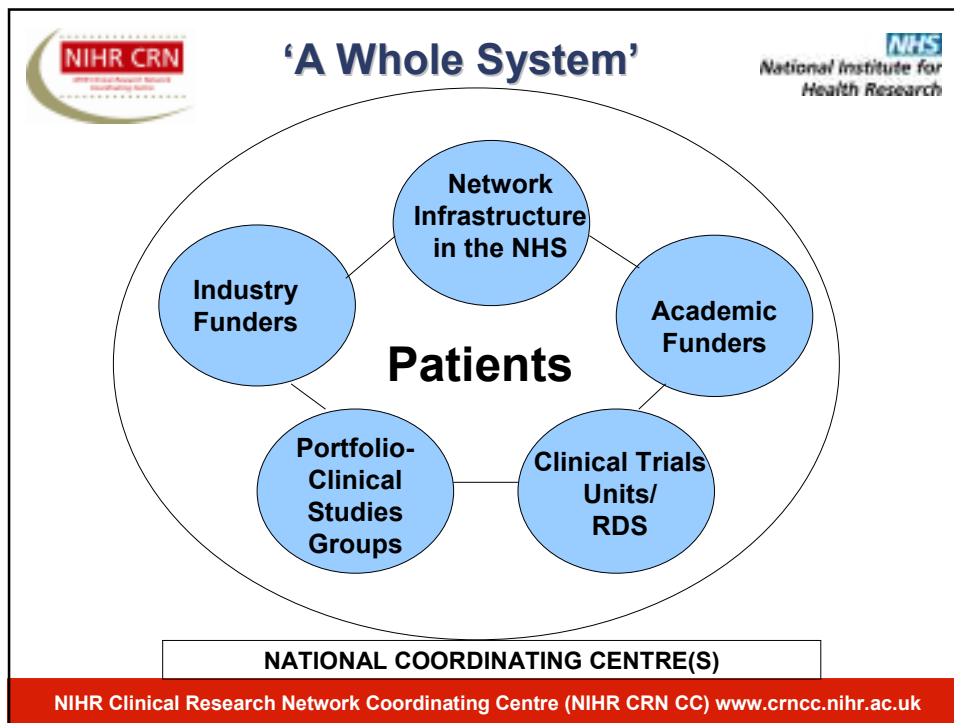 NIHR CRN
'A Whole System'
NHS
National Institute for
Health Research
Network
Infrastructure
in the NHS
Industry
Funders
Academic
Funders
Patients
Portfolio-
Clinical
Studies
Groups
Clinical Trials
Units/
RDS
NATIONAL COORDINATING CENTRE(S)
NIHR Clinical Research Network Coordinating Centre (NIHR CRN CC) www.crncc.nihr.ac.uk